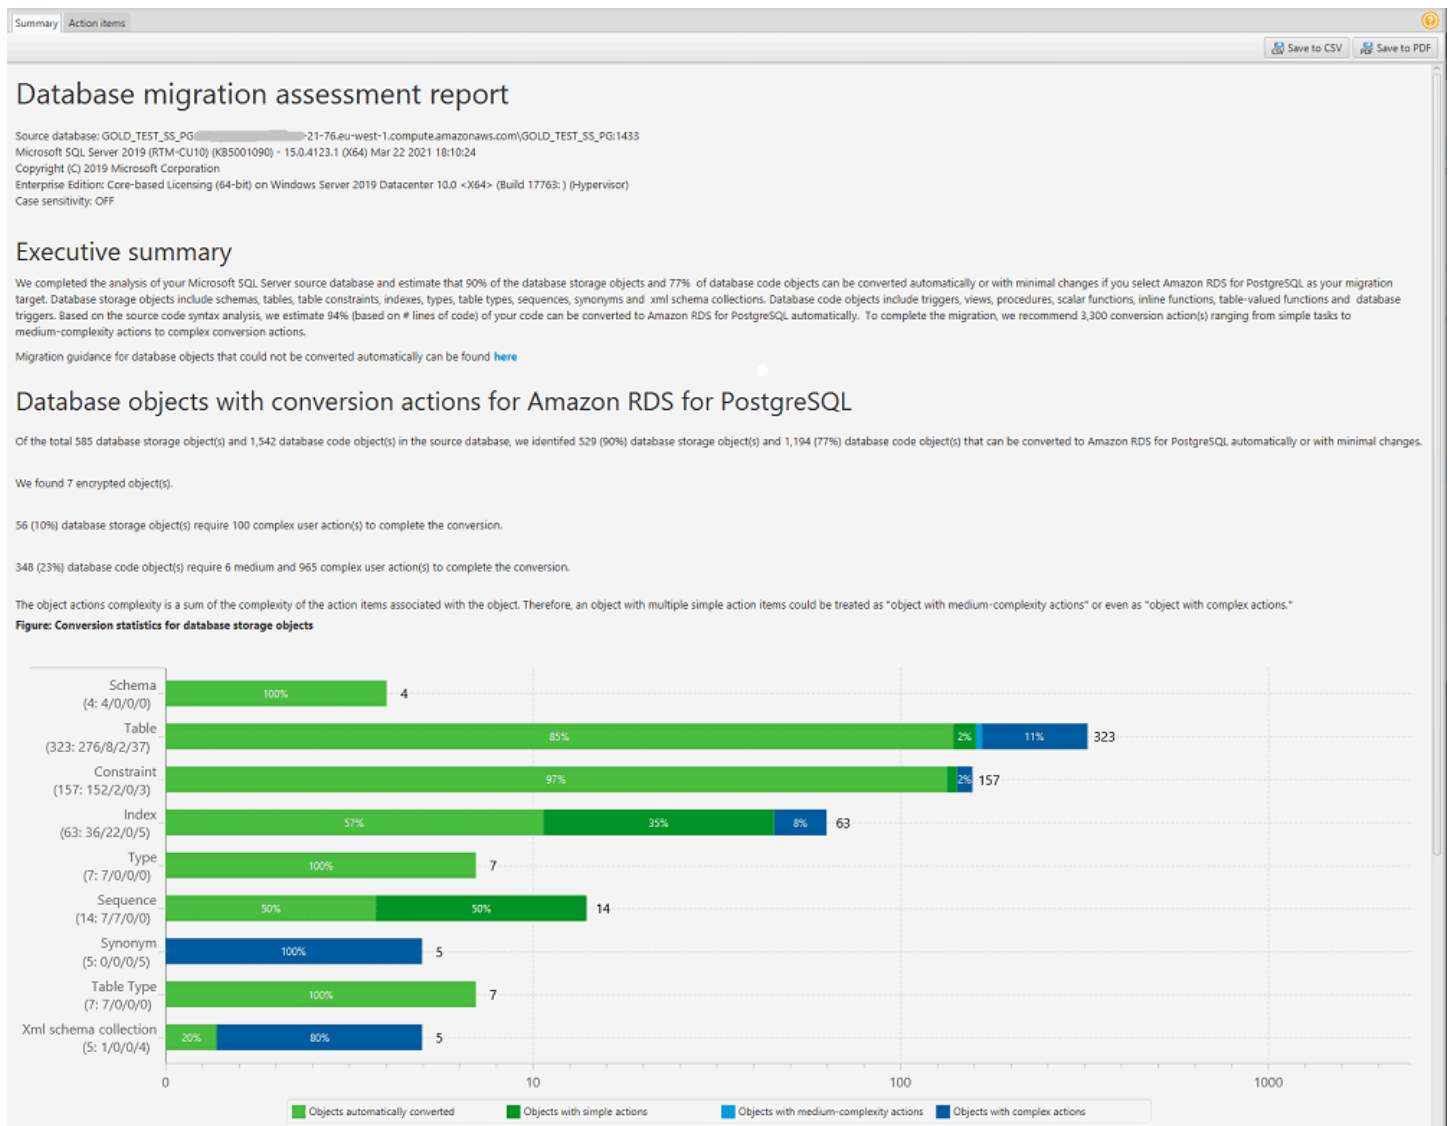 Summary
Action items
Save to CSV
Save to PDF
Database migration assessment report
Source database: GOLD_TEST_SS_PG -21-76.eu-west-1.compute.amazonaws.com\GOLD_TEST_SS_PG:1433
Microsoft SQL Server 2019 (RTM-CU10) (KB5001090) - 15.0.4123.1 (X64) Mar 22 2021 18:10:24
Copyright (C) 2019 Microsoft Corporation
Enterprise Edition: Core-based Licensing (64-bit) on Windows Server 2019 Datacenter 10.0 <X64> (Build 17763: ) (Hypervisor)
Case sensitivity: OFF
Executive summary
We completed the analysis of your Microsoft SQL Server source database and estimate that 90% of the database storage objects and 77% of database code objects can be converted automatically or with minimal changes if you select Amazon RDS for PostgreSQL as your migration
target. Database storage objects include schemas, tables, table constraints, indexes, types, table types, sequences, synonyms and xml schema collections. Database code objects include triggers, views, procedures, scalar functions, inline functions, table-valued functions and database
triggers. Based on the source code syntax analysis, we estimate 94% (based on # lines of code) of your code can be converted to Amazon RDS for PostgreSQL automatically. To complete the migration, we recommend 3,300 conversion action(s) ranging from simple tasks to
medium-complexity actions to complex conversion actions.
Migration guidance for database objects that could not be converted automatically can be found here
Database objects with conversion actions for Amazon RDS for PostgreSQL
Of the total 585 database storage object(s) and 1,542 database code object(s) in the source database, we identifed 529 (90%) database storage object(s) and 1,194 (77%) database code object(s) that can be converted to Amazon RDS for PostgreSQL automatically or with minimal changes.
We found 7 encrypted object(s).
56 (10%) database storage object(s) require 100 complex user action(s) to complete the conversion.
348 (23%) database code object(s) require 6 medium and 965 complex user action(s) to complete the conversion.
The object actions complexity is a sum of the complexity of the action items associated with the object. Therefore, an object with multiple simple action items could be treated as "object with medium-complexity actions" or even as "object with complex actions."
Figure: Conversion statistics for database storage objects
Schema
(4: 4/0/0/0)
100%
4
Table
(323: 276/8/2/37)
85%
2%
11%
323
Constraint
(157: 152/2/0/3)
97%
2%
157
Index
(63: 36/22/0/5)
57%
35%
8%
63
Type
(7: 7/0/0/0)
100%
7
Sequence
(14: 7/7/0/0)
50%
50%
14
Synonym
(5: 0/0/0/5)
100%
5
Table Type
(7: 7/0/0/0)
100%
7
Xml schema collection
(5: 1/0/0/4)
20%
80%
5
0
10
100
1000
Objects automatically converted
Objects with simple actions
Objects with medium-complexity actions
Objects with complex actions